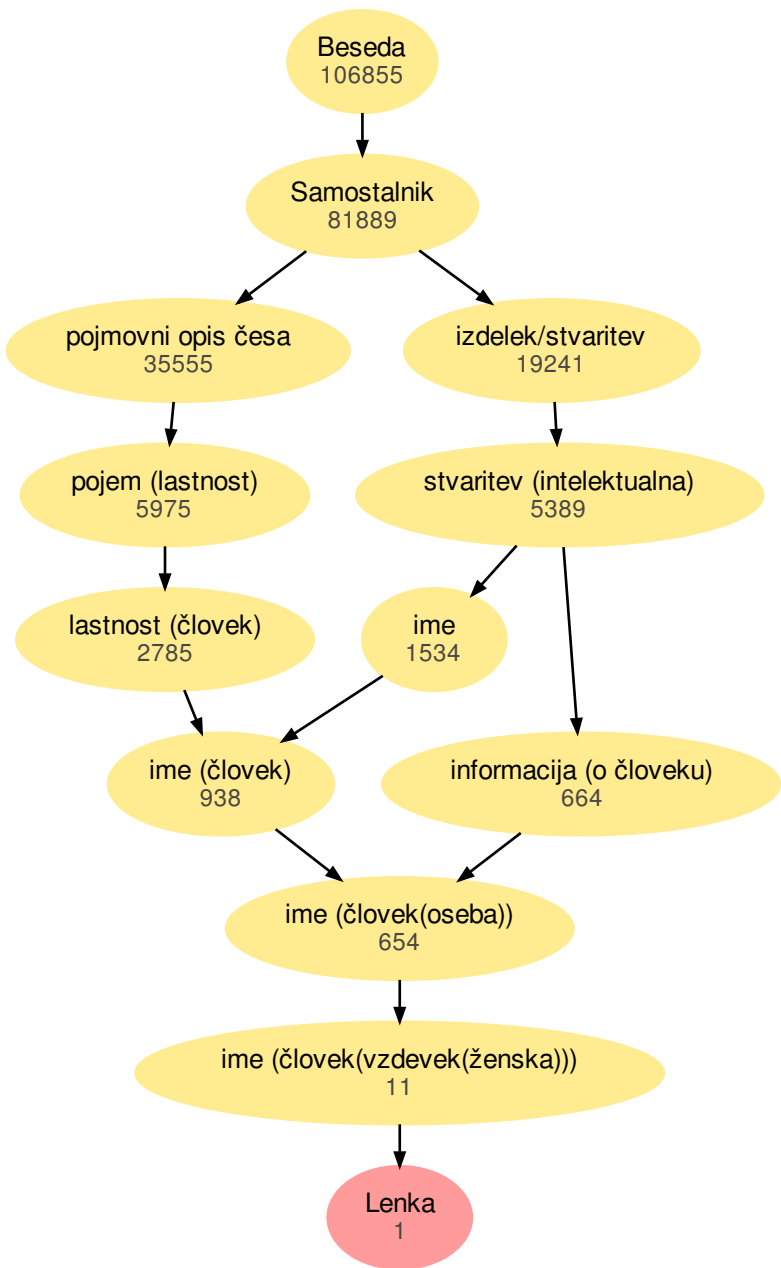 Beseda
106855
Samostalnik
81889
pojmovni opis česa
35555
izdelek/stvaritev
19241
pojem (lastnost)
5975
stvaritev (intelektualna)
5389
lastnost (človek)
2785
ime
1534
ime (človek)
938
informacija (o človeku)
664
ime (človek(oseba))
654
ime (človek(vzdevek(ženska)))
11
Lenka
1